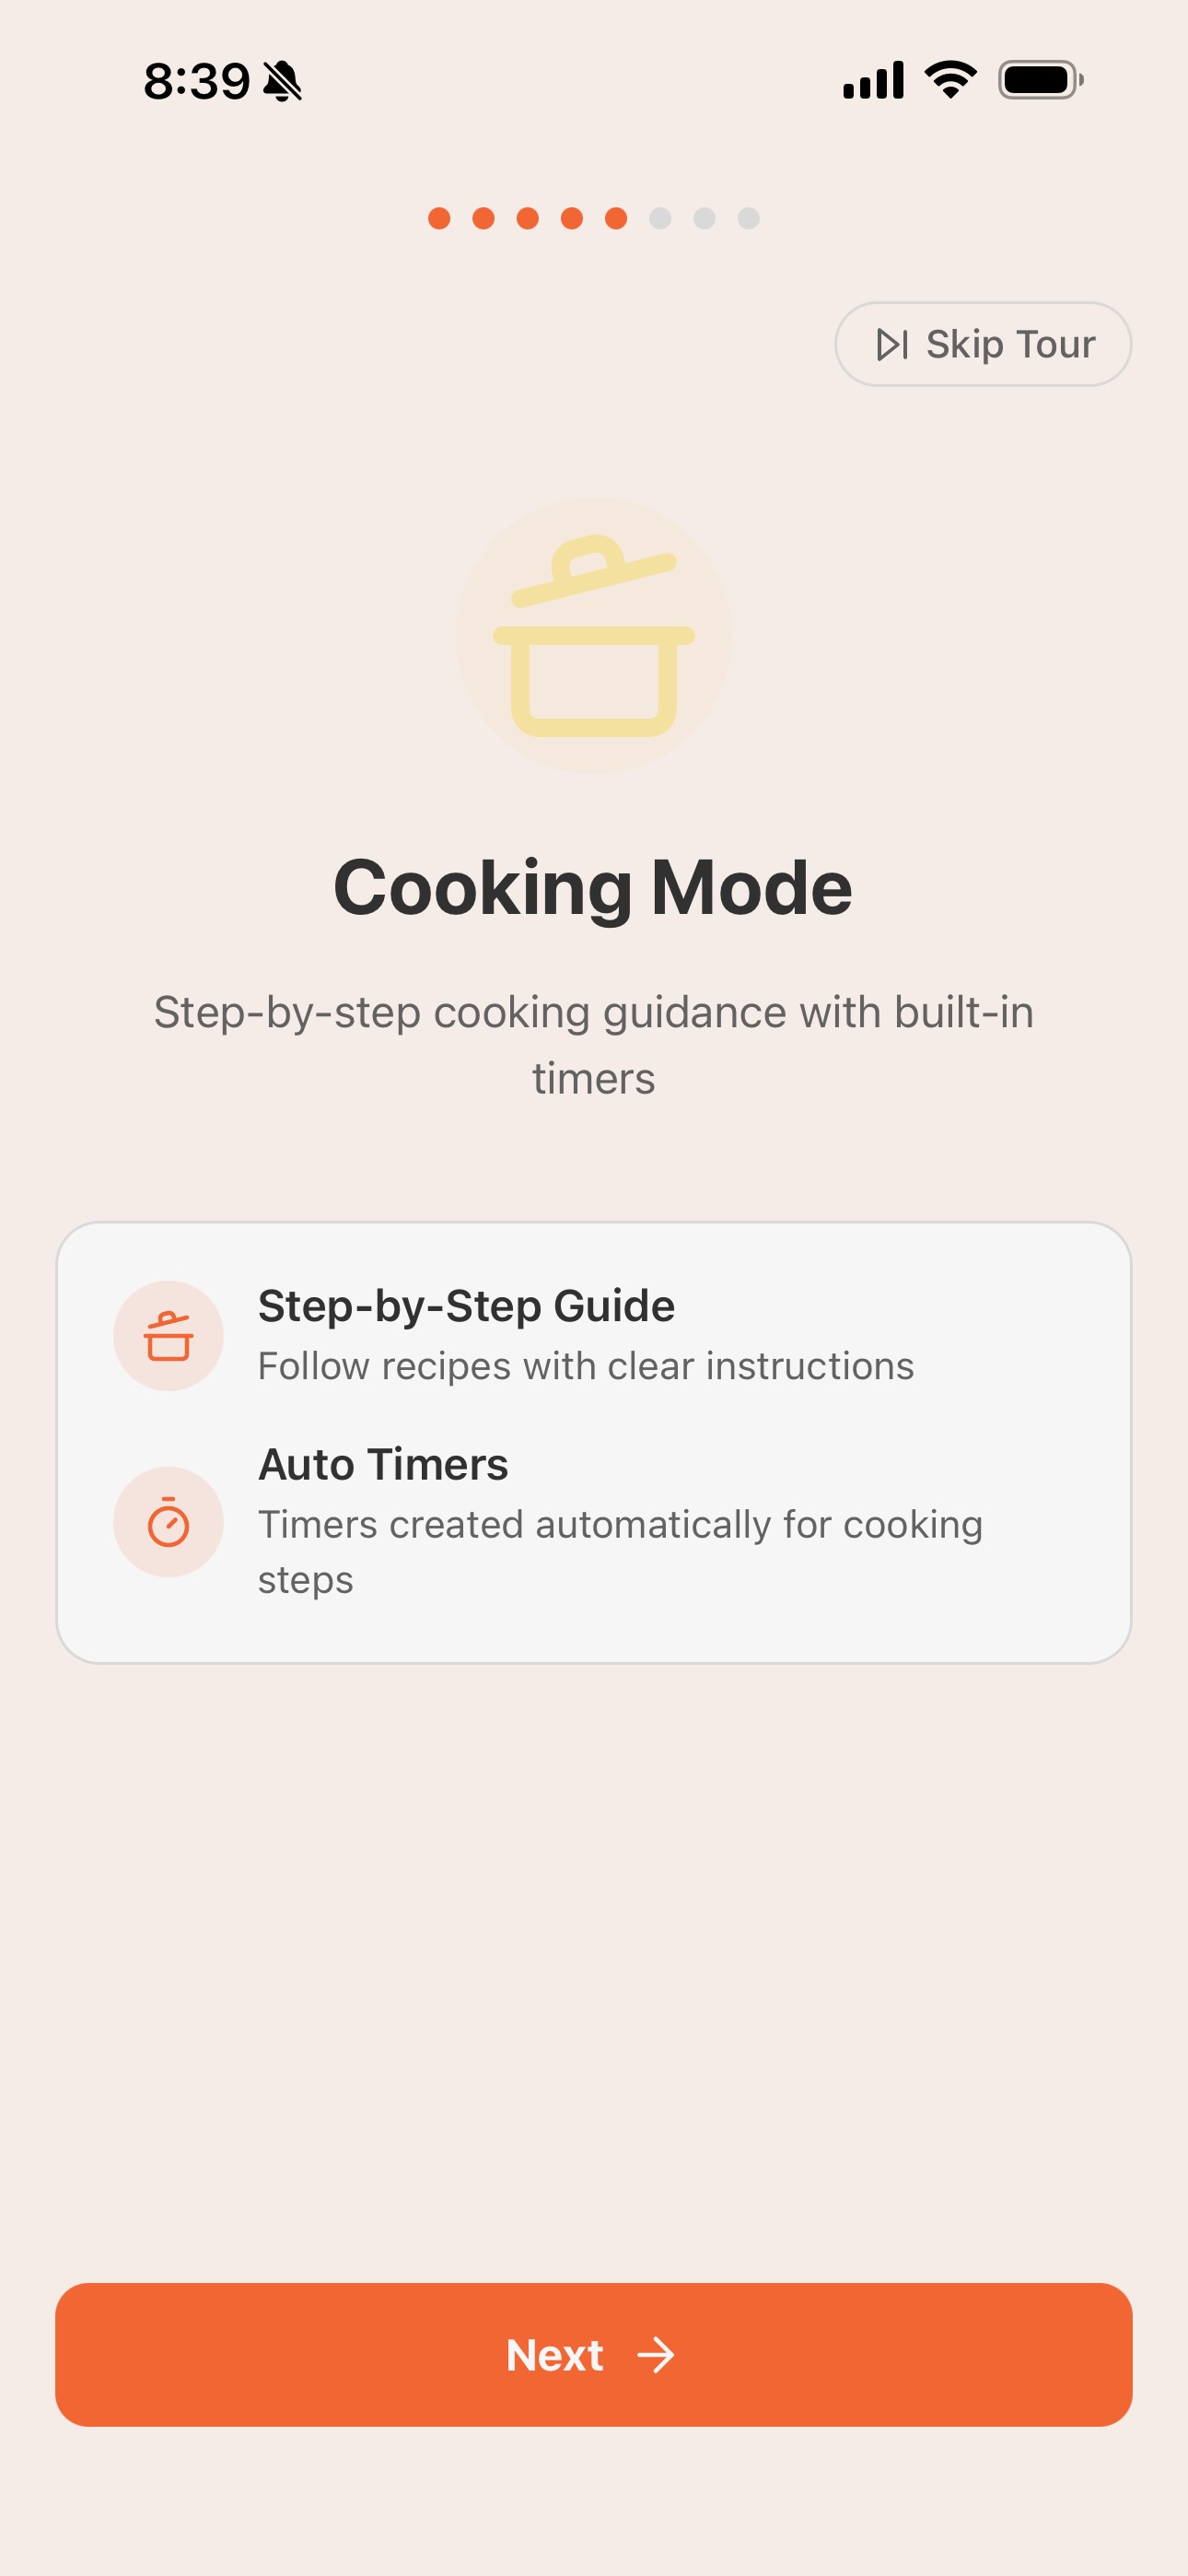 8:39
Skip Tour
Cooking Mode
Step-by-step cooking guidance with built-in
timers
Step-by-Step Guide
Follow recipes with clear instructions
Auto Timers
Timers created automatically for cooking
steps
Next